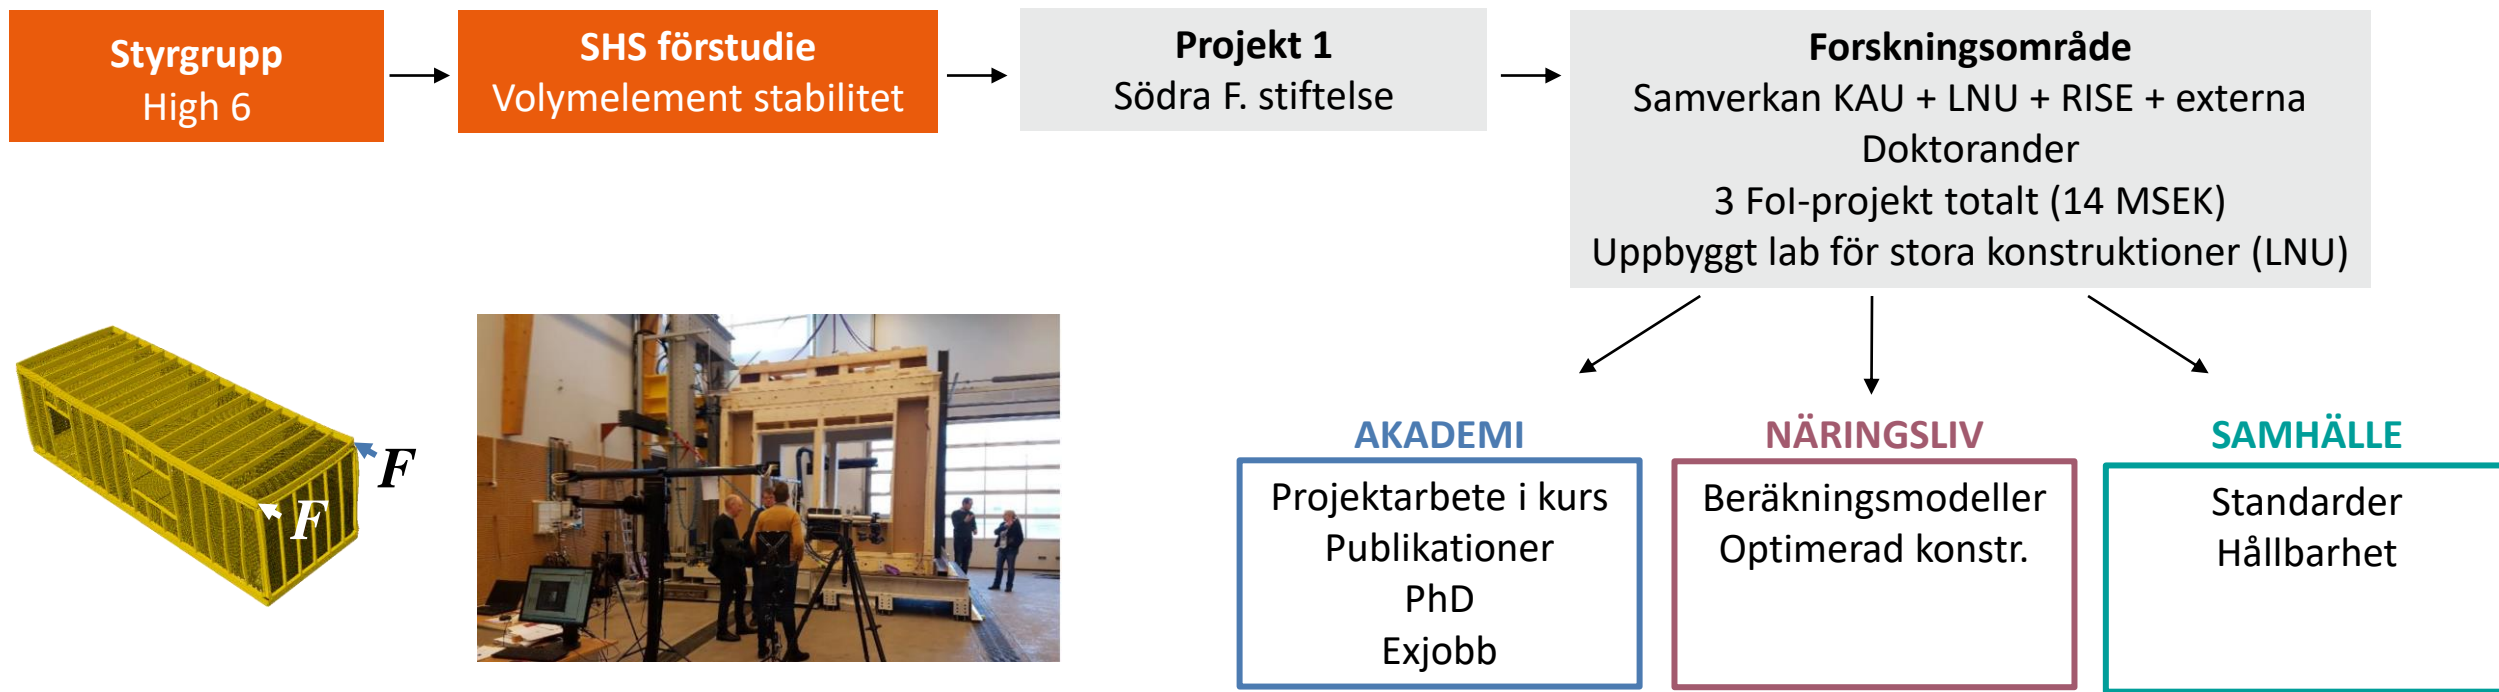 Styrgrupp
High 6
SHS förstudie
Volymelement stabilitet
Projekt 1
Södra F. stiftelse
Forskningsområde
Samverkan KAU + LNU + RISE + externa
Doktorander
3 FoI-projekt totalt (14 MSEK)
Uppbyggt lab för stora konstruktioner (LNU)
F
F
AKADEMI
Projektarbete i kurs
Publikationer
PhD
Exjobb
NÄRINGSLIV
Beräkningsmodeller
Optimerad konstr.
SAMHÄLLE
Standarder
Hållbarhet